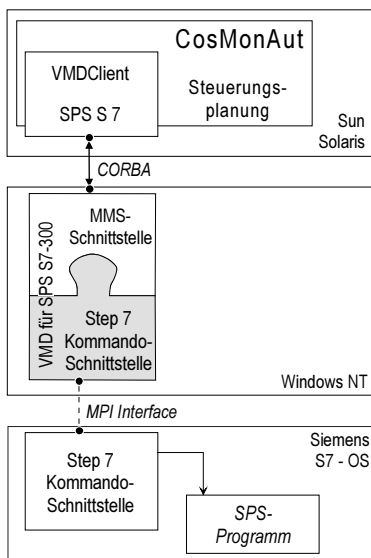 CosMonAut
VMDClient
SPS S 7
Steuerungs-
planung
Sun
Solaris
CORBA
VMD für SPS S7-300
MMS-
Schnittstelle
Step 7
Kommando-
Schnittstelle
Windows NT
MPI Interface
Siemens
S7 - OS
Step 7
Kommando-
Schnittstelle
SPS-
Programm